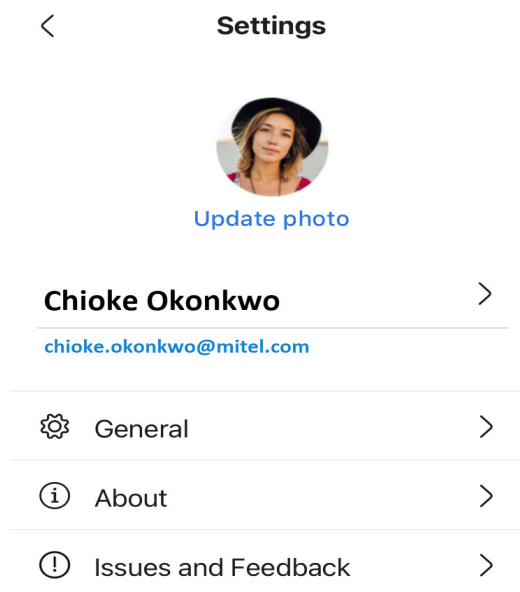 Settings
Update photo
Chioke Okonkwo
chioke.okonkwo@mitel.com
General
About
Issues and Feedback